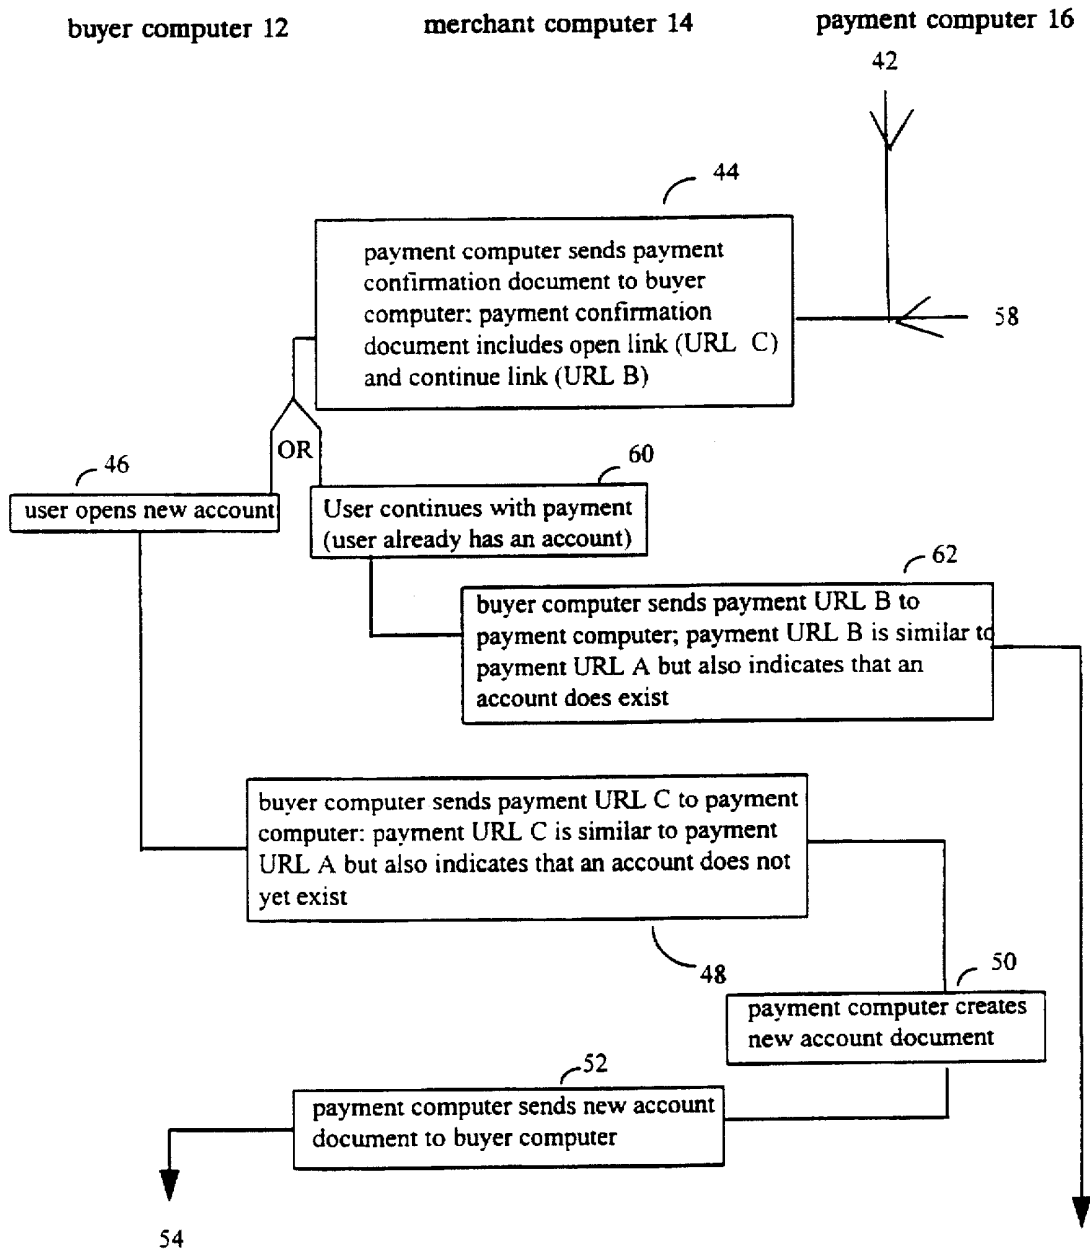 buyer computer 12
merchant computer 14
payment computer 16
42
44
payment computer sends payment
confirmation document to buyer
computer: payment confirmation
document includes open link (URL C)
and continue link (URL B)
58
OR
46
user opens new account
60
User continues with payment
(user already has an account)
62
buyer computer sends payment URL B to
payment computer; payment URL B is similar to
payment URL A but also indicates that an
account does exist
buyer computer sends payment URL C to payment
computer: payment URL C is similar to payment
URL A but also indicates that an account does not
yet exist
48
50
payment computer creates
new account document
52
payment computer sends new account
document to buyer computer
54